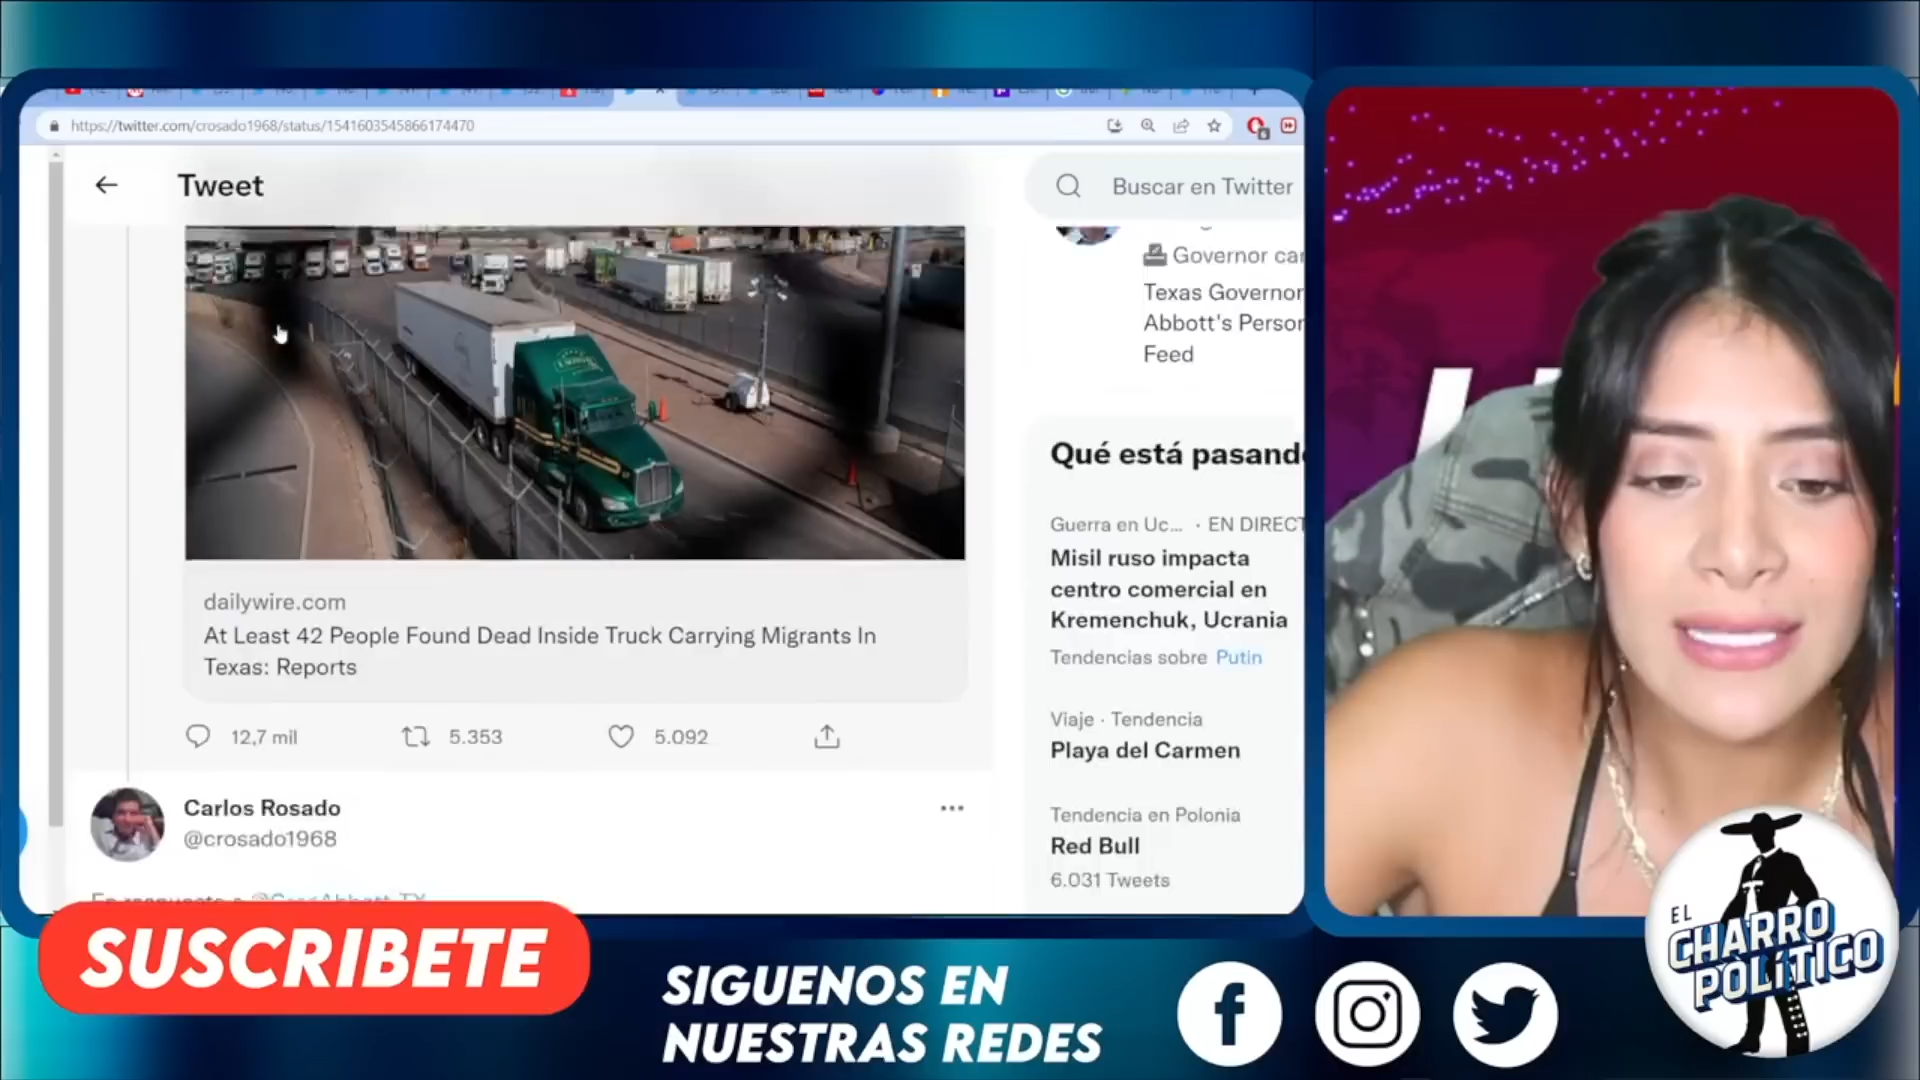 https://twitter.com/crosado1968/status/1541603545866174470
Tweet
Buscar en Twitter
Governor car
Texas Governor
Abbott's Person
Feed
Qué está pasand
Guerra en Uc... · EN DIRECT
Misil ruso impacta
centro comercial en
Kremenchuk, Ucrania
Tendencias sobre Putin
Viaje · Tendencia
Playa del Carmen
Tendencia en Polonia
Red Bull
6.031 Tweets
dailywire.com
At Least 42 People Found Dead Inside Truck Carrying Migrants In
Texas: Reports
12,7 mil 5.353 5.092
Carlos Rosado
@crosado1968
SUSCRIBETE
SIGUENOS EN
NUESTRAS REDES
EL
CHARRO
POLÍTICO